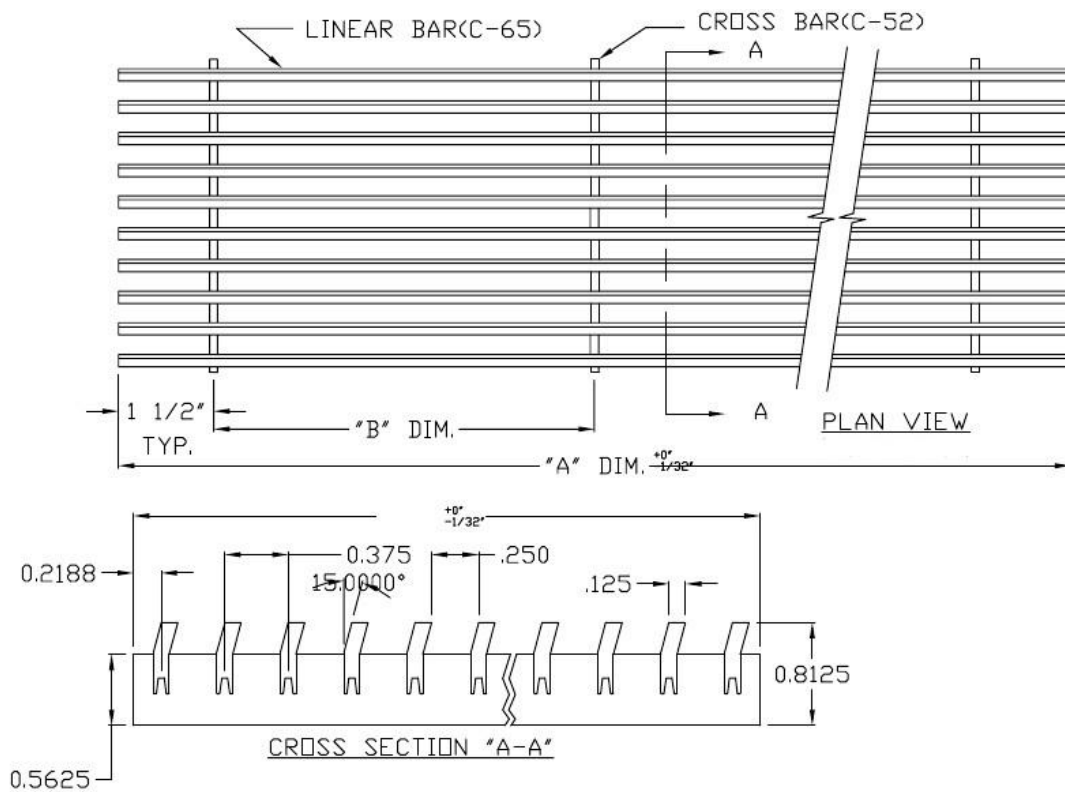 LINEAR BAR(C-65)
CROSS BAR(C-52)
A
A
1 1/2"
TYP.
"B" DIM.
PLAN VIEW
"A" DIM. +0" -1/32"
+0"
-1/32"
0.2188
0.375
.250
15.0000°
.125
0.8125
CROSS SECTION "A-A"
0.5625